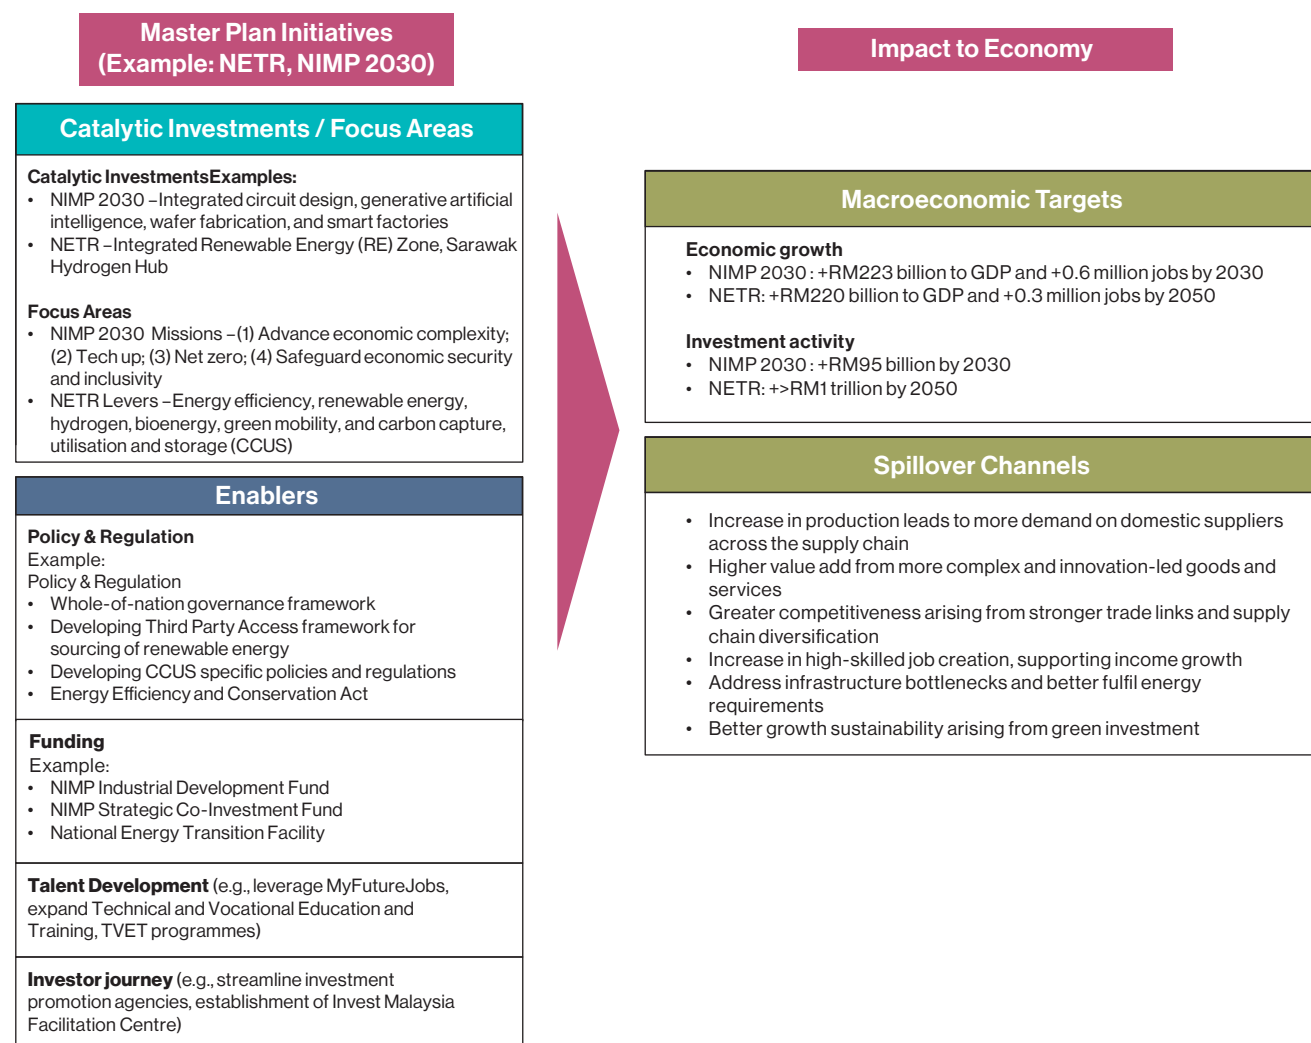 Master Plan Initiatives
(Example: NETR, NIMP 2030)
Catalytic Investments / Focus Areas
Catalytic InvestmentsExamples:
• NIMP 2030 –Integrated circuit design, generative artificial
intelligence, wafer fabrication, and smart factories
• NETR –Integrated Renewable Energy (RE) Zone, Sarawak
Hydrogen Hub
Focus Areas
• NIMP 2030 Missions –(1) Advance economic complexity;
(2) Tech up; (3) Net zero; (4) Safeguard economic security
and inclusivity
• NETR Levers –Energy efficiency, renewable energy,
hydrogen, bioenergy, green mobility, and carbon capture,
utilisation and storage (CCUS)
Enablers
Policy & Regulation
Example:
Policy & Regulation
• Whole-of-nation governance framework
• Developing Third Party Access framework for
sourcing of renewable energy
• Developing CCUS specific policies and regulations
• Energy Efficiency and Conservation Act
Funding
Example:
• NIMP Industrial Development Fund
• NIMP Strategic Co-Investment Fund
• National Energy Transition Facility
Talent Development (e.g., leverage MyFutureJobs,
expand Technical and Vocational Education and
Training, TVET programmes)
Investor journey (e.g., streamline investment
promotion agencies, establishment of Invest Malaysia
Facilitation Centre)
Impact to Economy
Macroeconomic Targets
Economic growth
• NIMP 2030 : +RM223 billion to GDP and +0.6 million jobs by 2030
• NETR: +RM220 billion to GDP and +0.3 million jobs by 2050
Investment activity
• NIMP 2030 : +RM95 billion by 2030
• NETR: +>RM1 trillion by 2050
Spillover Channels
• Increase in production leads to more demand on domestic suppliers
across the supply chain
• Higher value add from more complex and innovation-led goods and
services
• Greater competitiveness arising from stronger trade links and supply
chain diversification
• Increase in high-skilled job creation, supporting income growth
• Address infrastructure bottlenecks and better fulfil energy
requirements
• Better growth sustainability arising from green investment